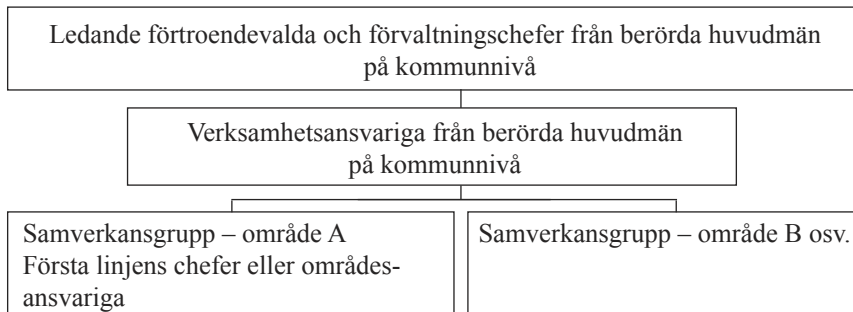 Ledande förtroendevalda och förvaltningschefer från berörda huvudmän
på kommunnivå
Verksamhetsansvariga från berörda huvudmän
på kommunnivå
Samverkansgrupp – område A
Första linjens chefer eller områdes-
ansvariga
Samverkansgrupp – område B osv.